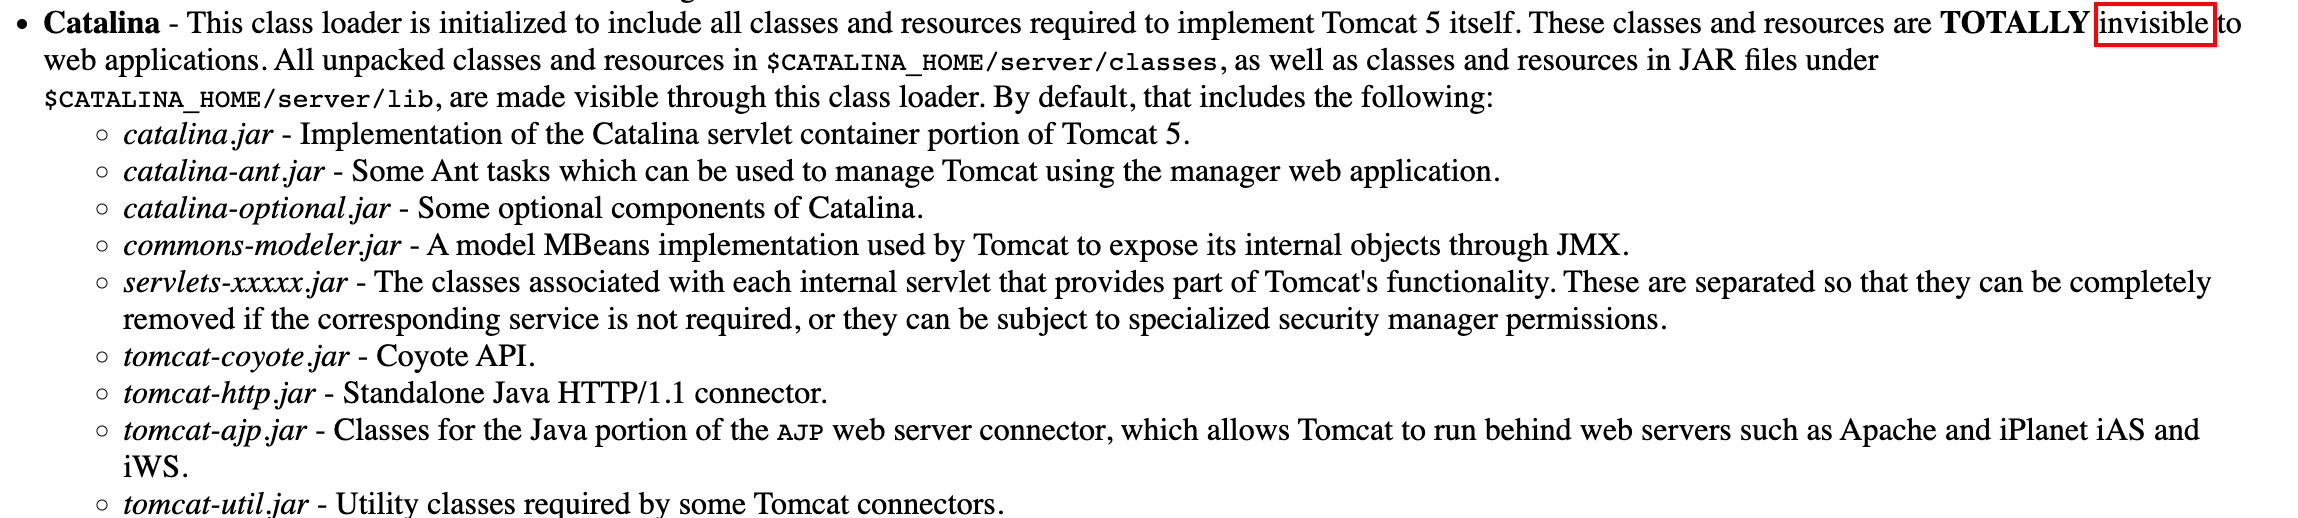 • Catalina - This class loader is initialized to include all classes and resources required to implement Tomcat 5 itself. These classes and resources are TOTALLY invisible to
web applications. All unpacked classes and resources in $CATALINA_HOME/server/classes, as well as classes and resources in JAR files under
$CATALINA_HOME/server/lib, are made visible through this class loader. By default, that includes the following:
◦ catalina.jar - Implementation of the Catalina servlet container portion of Tomcat 5.
◦ catalina-ant.jar - Some Ant tasks which can be used to manage Tomcat using the manager web application.
◦ catalina-optional.jar - Some optional components of Catalina.
◦ commons-modeler.jar - A model MBeans implementation used by Tomcat to expose its internal objects through JMX.
◦ servlets-xxxxx.jar - The classes associated with each internal servlet that provides part of Tomcat's functionality. These are separated so that they can be completely
removed if the corresponding service is not required, or they can be subject to specialized security manager permissions.
◦ tomcat-coyote.jar - Coyote API.
◦ tomcat-http.jar - Standalone Java HTTP/1.1 connector.
◦ tomcat-ajp.jar - Classes for the Java portion of the AJP web server connector, which allows Tomcat to run behind web servers such as Apache and iPlanet iAS and
iWS.
◦ tomcat-util.jar - Utility classes required by some Tomcat connectors.